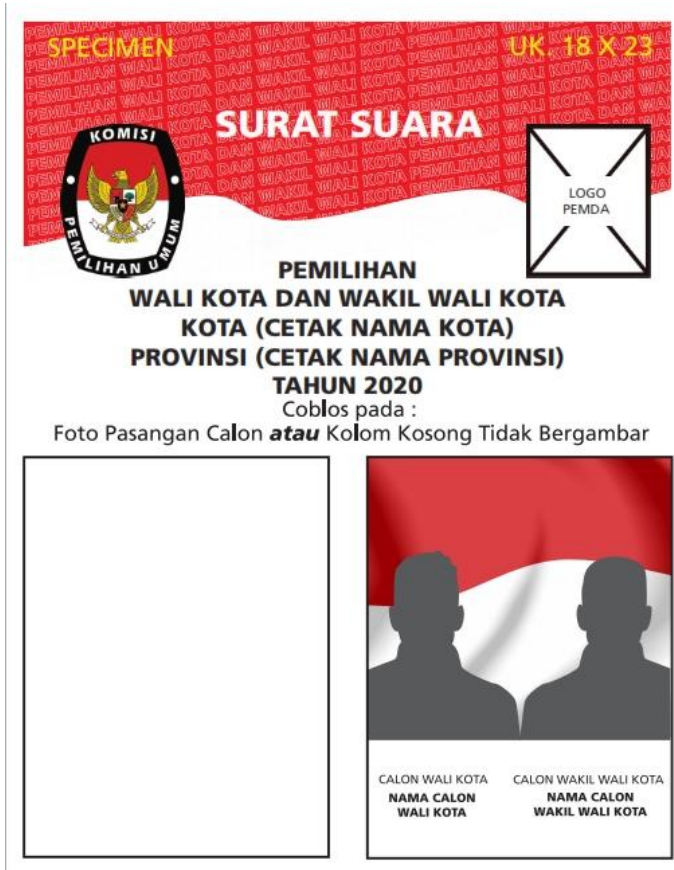 SPECIMEN
UK. 18 X 23
SURAT SUARA
KOMISI
PEMILIHAN UMUM
LOGO
PEMDA
PEMILIHAN
WALI KOTA DAN WAKIL WALI KOTA
KOTA (CETAK NAMA KOTA)
PROVINSI (CETAK NAMA PROVINSI)
TAHUN 2020
Coblos pada :
Foto Pasangan Calon atau Kolom Kosong Tidak Bergambar
CALON WALI KOTA
NAMA CALON
WALI KOTA
CALON WAKIL WALI KOTA
NAMA CALON
WAKIL WALI KOTA